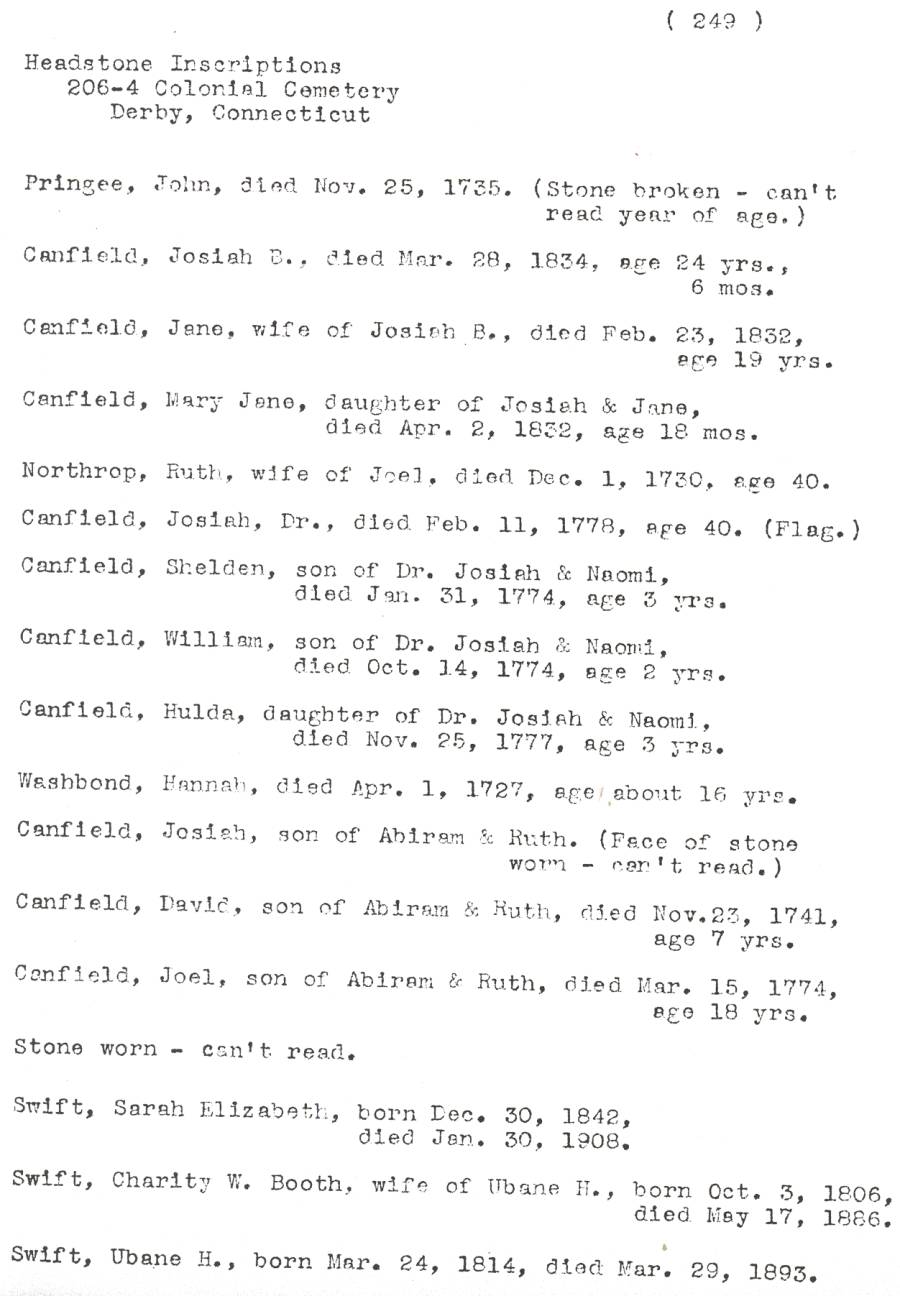 ( 249 )
Headstone Inscriptions
206-4 Colonial Cemetery
Derby, Connecticut
Pringee, John, died Nov. 25, 1735. (Stone broken - can't
read year of age.)
Canfield, Josiah B., died Mar. 28, 1834, age 24 yrs.,
6 mos.
Canfield, Jane, wife of Josiah B., died Feb. 23, 1832,
age 19 yrs.
Canfield, Mary Jane, daughter of Josiah & Jane,
died Apr. 2, 1832, age 18 mos.
Northrop, Ruth, wife of Joel, died Dec. 1, 1730, age 40.
Canfield, Josiah, Dr., died Feb. 11, 1778, age 40. (Flag.)
Canfield, Shelden, son of Dr. Josiah & Naomi,
died Jan. 31, 1774, age 3 yrs.
Canfield, William, son of Dr. Josiah & Naomi,
died Oct. 14, 1774, age 2 yrs.
Canfield, Hulda, daughter of Dr. Josiah & Naomi,
died Nov. 25, 1777, age 3 yrs.
Washbond, Hannah, died Apr. 1, 1727, age about 16 yrs.
Canfield, Josiah, son of Abiram & Ruth. (Face of stone
worn - can't read.)
Canfield, David, son of Abiram & Ruth, died Nov.23, 1741,
age 7 yrs.
Canfield, Joel, son of Abiram & Ruth, died Mar. 15, 1774,
age 18 yrs.
Stone worn - can't read.
Swift, Sarah Elizabeth, born Dec. 30, 1842,
died Jan. 30, 1908.
Swift, Charity W. Booth, wife of Ubane H., born Oct. 3, 1806,
died May 17, 1886.
Swift, Ubane H., born Mar. 24, 1814, died Mar. 29, 1893.